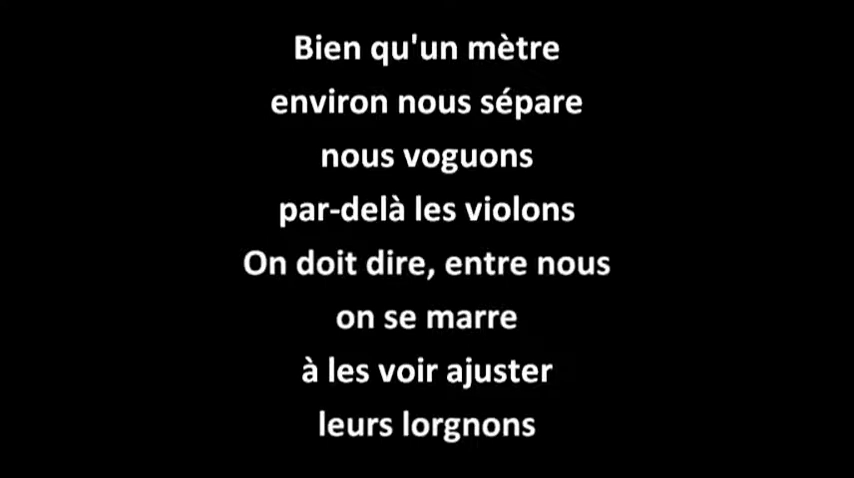 Bien qu'un mètre
environ nous sépare
nous voguons
par-delà les violons
On doit dire, entre nous
on se marre
à les voir ajuster
leurs lorgnons